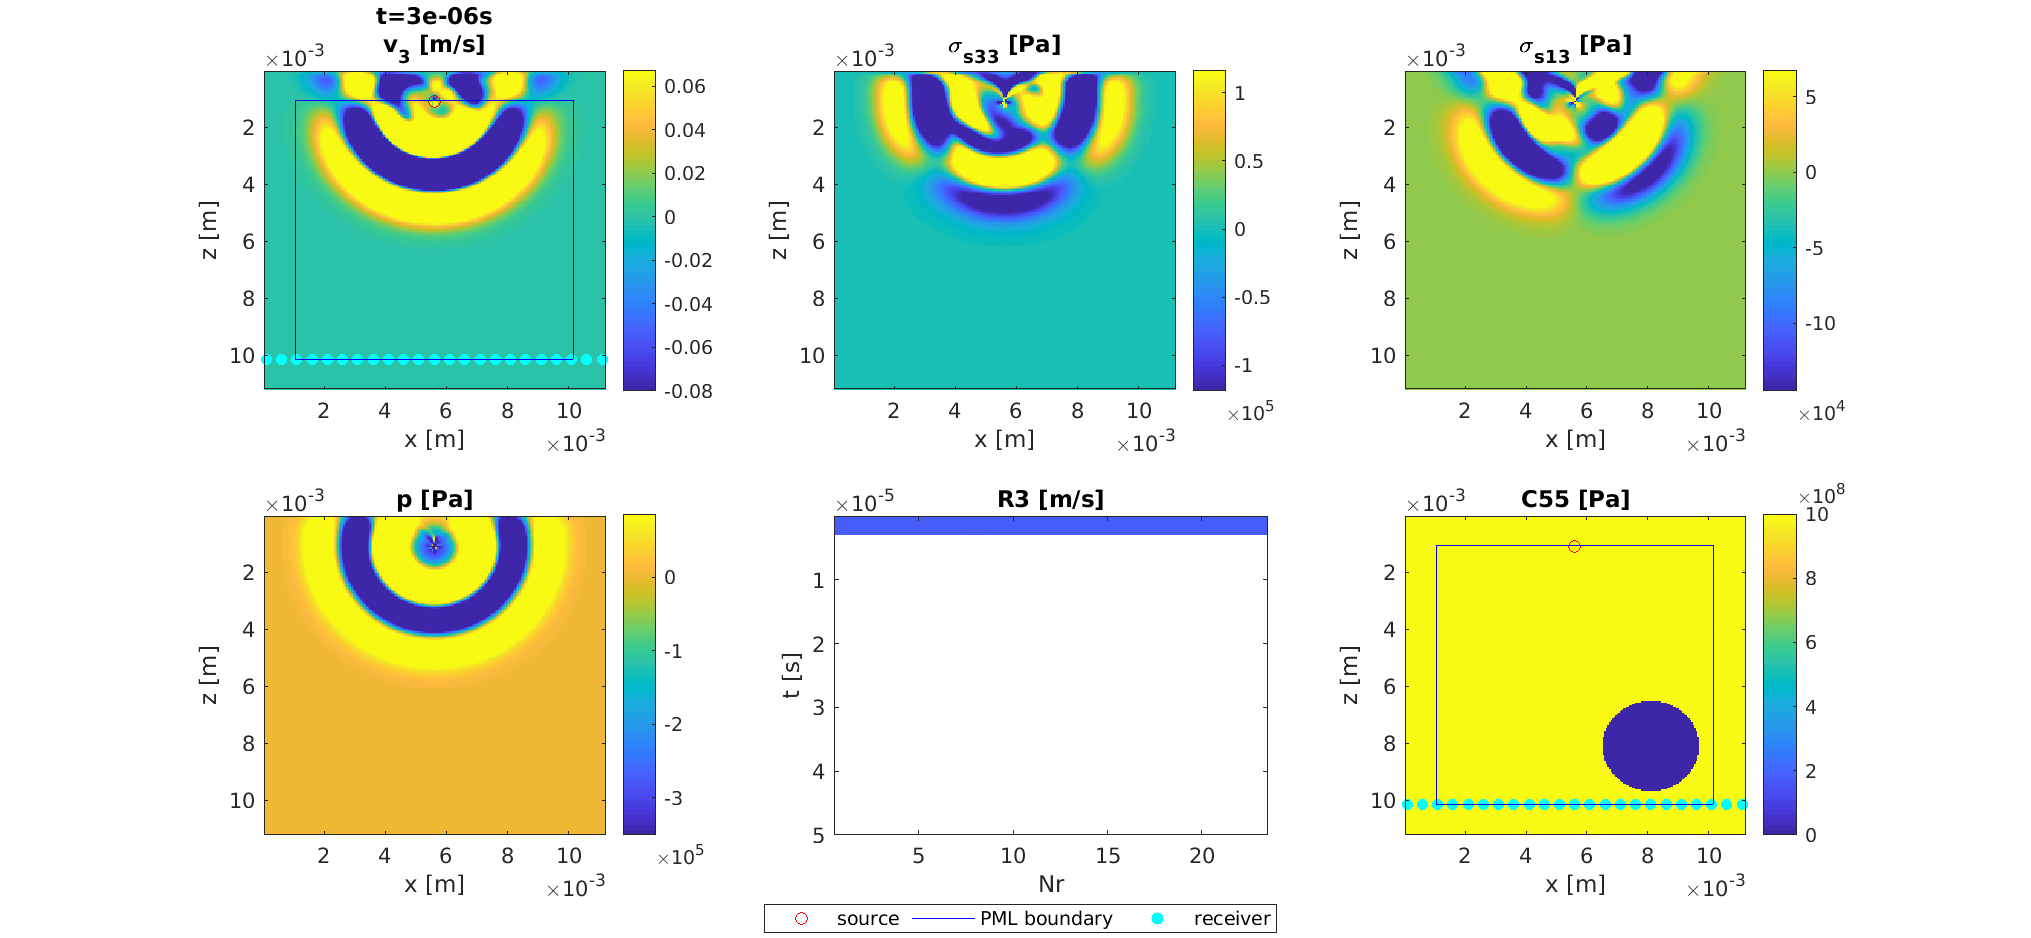 t=3e-06s
v3 [m/s]
×10-3
2
4
6
8
10
z [m]
2 4 6 8 10
x [m]
×10-3
0.06
0.04
0.02
0
-0.02
-0.04
-0.06
-0.08
σs33 [Pa]
×10-3
2
4
6
8
10
z [m]
2 4 6 8 10
x [m]
×10-3
1
0.5
0
-0.5
-1
×105
σs13 [Pa]
×10-3
2
4
6
8
10
z [m]
2 4 6 8 10
x [m]
×10-3
5
0
-5
-10
×104
p [Pa]
×10-3
2
4
6
8
10
z [m]
2 4 6 8 10
x [m]
×10-3
0
-1
-2
-3
×105
R3 [m/s]
×10-5
1
2
3
4
5
t [s]
5 10 15 20
Nr
C55 [Pa]
×10-3
2
4
6
8
10
z [m]
2 4 6 8 10
x [m]
×10-3
×108
10
8
6
4
2
0
source PML boundary receiver